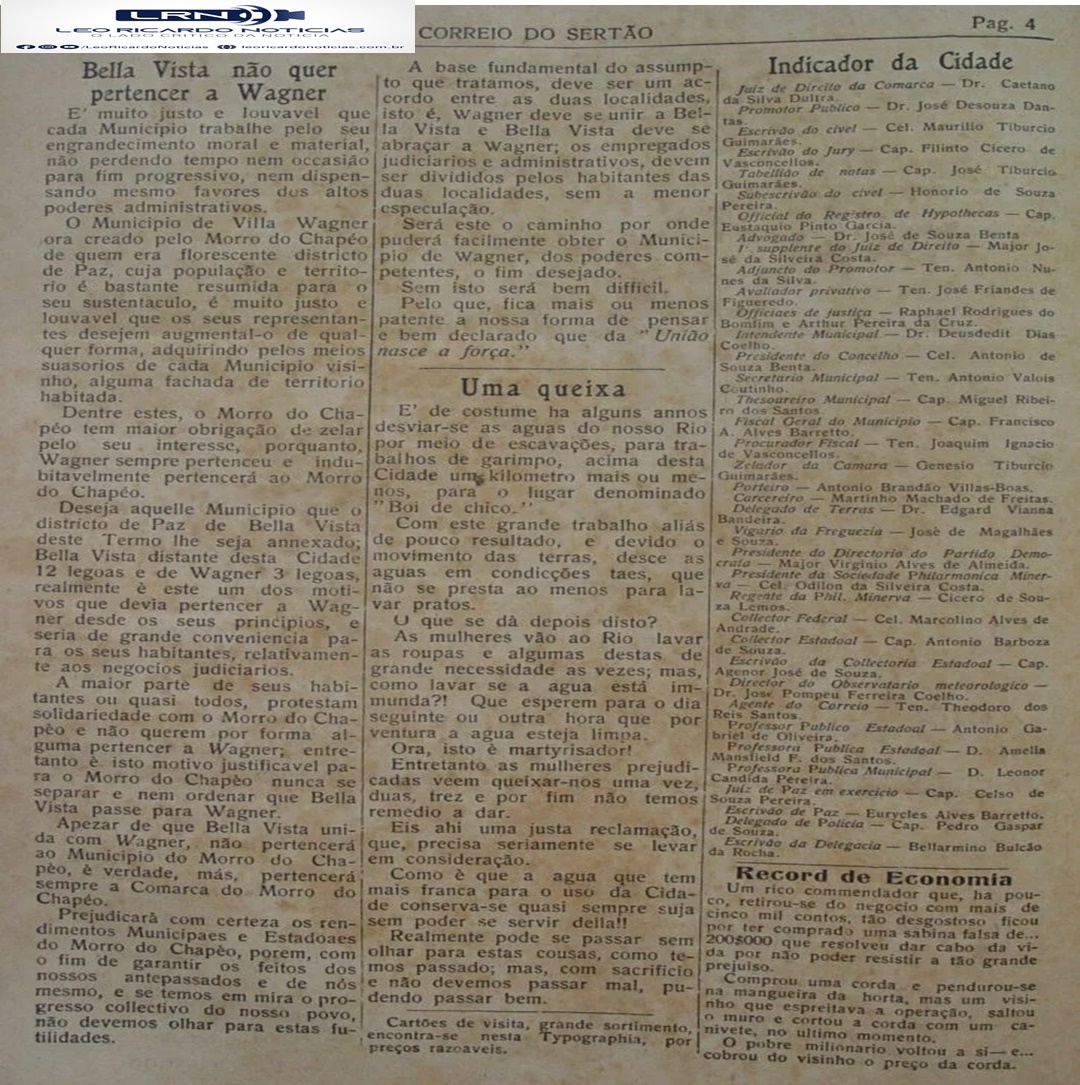 LRN
LEO RICARDO NOTICIAS
O LADO CRITICO DA NOTICIA
/LeoRicardoNoticias leoricardonoticias.com.br
CORREIO DO SERTÃO
Pag. 4
Bella Vista não quer
pertencer a Wagner
E' muito justo e louvavel que
cada Municipio trabalhe pelo seu
engrandecimento moral e material,
não perdendo tempo nem occasião
para fim progressivo, nem dispen-
sando mesmo favores dos altos
poderes administrativos.
O Municipio de Villa Wagner
ora creado pelo Morro do Chapéo
de quem era florescente districto
de Paz, cuja população e territo-
rio é bastante resumida para o
seu sustentaculo, é muito justo e
louvavel que os seus representan-
tes desejem augmental-o de qual-
quer forma, adquirindo pelos meios
suasorios de cada Municipio visi-
nho, alguma fachada de territorio
habitada.
Dentre estes, o Morro do Cha-
péo tem maior obrigação de zelar
pelo seu interesse, porquanto,
Wagner sempre pertenceu e indu-
bitavelmente pertencerá ao Morro
do Chapéo.
Deseja aquelle Municipio que o
districto de Paz de Bella Vista
deste Termo lhe seja annexado;
Bella Vista distante desta Cidade
12 legoas e de Wagner 3 legoas,
realmente è este um dos moti-
vos que devia pertencer a Wag-
ner desde os seus principios, e
seria de grande conveniencia pa-
ra os seus habitantes, relativamen-
te aos negocios judiciarios.
A maior parte de seus habi-
tantes ou quasi todos, protestam
solidariedade com o Morro do Cha-
pèo e não querem por forma al-
guma pertencer a Wagner; entre-
tanto è isto motivo justificavel pa-
ra o Morro do Chapèo nunca se
separar e nem ordenar que Bella
Vista passe para Wagner.
Apezar de que Bella Vista uni-
da com Wagner, não pertencerá
ao Municipio do Morro do Cha-
pèo, è verdade, más, pertencerá
sempre a Comarca do Morro do
Chapéo.
Prejudicarà com certeza os ren-
dimentos Municipaes e Estadoaes
do Morro do Chapèo, porem, com
o fim de garantir os feitos dos
nossos antepassados e de nós
mesmo, e se temos em mira o pro-
gresso collectivo do nosso povo,
não devemos olhar para estas fu-
tilidades.
A base fundamental do assump-
to que tratamos, deve ser um ac-
cordo entre as duas localidades,
isto é, Wagner deve se unir a Bel-
la Vista e Bella Vista deve se
abraçar a Wagner; os empregados
judiciarios e administrativos, devem
ser divididos pelos habitantes das
duas localidades, sem a menor
especulação.
Será este o caminho por onde
puderá facilmente obter o Munici-
pio de Wagner, dos poderes com-
petentes, o fim desejado.
Sem isto será bem difficil.
Pelo que, fica mais ou menos
patente a nossa forma de pensar
e bem declarado que da "União
nasce a força."
Uma queixa
E' de costume ha alguns annos
desviar-se as aguas do nosso Rio
por meio de escavações, para tra-
balhos de garimpo, acima desta
Cidade um kilometro mais ou me-
nos, para o lugar denominado
"Boi de chico."
Com este grande trabalho aliás
de pouco resultado, e devido o
movimento das terras, desce as
aguas em condicções taes, que
não se presta ao menos para la-
var pratos.
O que se dà depois disto?
As mulheres vão ao Rio lavar
as roupas e algumas destas de
grande necessidade as vezes; mas,
como lavar se a agua está im-
munda?! Que esperem para o dia
seguinte ou outra hora que por
ventura a agua esteja limpa.
Ora, isto è martyrisador!
Entretanto as mulheres prejudi-
cadas veem queixar-nos uma vez,
duas, trez e por fim não temos
remedio a dar.
Eis ahi uma justa reclamação,
que, precisa seriamente se levar
em consideração.
Como è que a agua que tem
mais franca para o uso da Cida-
de conserva-se quasi sempre suja
sem poder se servir della!!
Realmente pode se passar sem
olhar para estas cousas, como te-
mos passado; mas, com sacrificio
e não devemos passar mal, pu-
dendo passar bem.
Cartões de visita, grande sortimento,
encontra-se nesta Typographia, por
preços razoaveis.
Indicador da Cidade
Juiz de Direito da Comarca — Dr. Caetano
da Silva Dultra.
Promotor Publico — Dr. José Desouza Dan-
tas.
Escrivão do civel — Cel. Maurilio Tiburcio
Guimarães.
Escrivão do Jury — Cap. Filinto Cicero de
Vasconcellos.
Tabellião de notas — Cap. José Tiburcio
Guimarães.
Subescrivão do civel — Honorio de Souza
Pereira.
Official do Registro de Hypothecas — Cap.
Eustaquio Pinto Garcia.
Advogado — Dr. José de Souza Benta
1º supplente do Juiz de Direito — Major Jo-
sé da Silveira Costa.
Adjuncto do Promotor — Ten. Antonio Nu-
nes da Silva.
Avaliador privativo — Ten. José Friandes de
Figueredo.
Officiaes de justiça — Raphael Rodrigues do
Bomfim e Arthur Pereira da Cruz.
Intendente Municipal — Dr. Deusdedit Dias
Coelho.
Presidente do Concelho — Cel. Antonio de
Souza Benta.
Secretario Municipal — Ten. Antonio Valois
Coutinho.
Thesoureiro Municipal — Cap. Miguel Ribei-
ro dos Santos
Fiscal Geral do Municipio — Cap. Francisco
A. Alves Barretto.
Procurador Fiscal — Ten. Joaquim Ignacio
de Vasconcellos.
Zelador da Camara — Genesio Tiburcio
Guimarães.
Porteiro — Antonio Brandão Villas-Boas.
Carcereiro — Martinho Machado de Freitas.
Delegado de Terras — Dr. Edgard Vianna
Bandeira.
Vigario da Freguezia — Josè de Magalhães
e Souza.
Presidente do Directorio do Partido Demo-
crata — Major Virginio Alves de Almeida.
Presidente da Sociedade Philarmonica Miner-
va — Cel. Odilon da Silveira Costa.
Regente da Phil. Minerva — Cicero de Sou-
za Lemos.
Collector Federal — Cel. Marcolino Alves de
Andrade.
Collector Estadoal — Cap. Antonio Barboza
de Souza.
Escrivão da Collectoria Estadoal — Cap.
Agenor José de Souza.
Director do Observatario meteorologico —
Dr. José Pompeu Ferreira Coelho.
Agente do Correio — Ten. Theodoro dos
Reis Santos.
Professor Publico Estadoal — Antonio Ga-
briel de Oliveira.
Professora Publica Estadoal — D. Amelia
Mansfield F. dos Santos.
Professora Publica Municipal — D. Leonor
Candida Pereira.
Juiz de Paz em exercicio — Cap. Celso de
Souza Pereira.
Escrivão de Paz — Eurycles Alves Barretto.
Delegado de Policia — Cap. Pedro Gaspar
de Souza.
Escrivão da Delegacia — Bellarmino Bulcão
da Rocha.
Record de Economia
Um rico commendador que, ha pou-
co, retirou-se do negocio com mais de
cinco mil contos, tão desgostoso ficou
por ter comprado uma sabina falsa de...
200$000 que resolveu dar cabo da vi-
da por não poder resistir a tão grande
prejuiso.
Comprou uma corda e pendurou-se
na mangueira da horta, mas um visi-
nho que espreitava a operação, saltou
o muro e cortou a corda com um ca-
nivete, no ultimo momento.
O pobre milionario voltou a si—e...
cobrou do visinho o preço da corda.